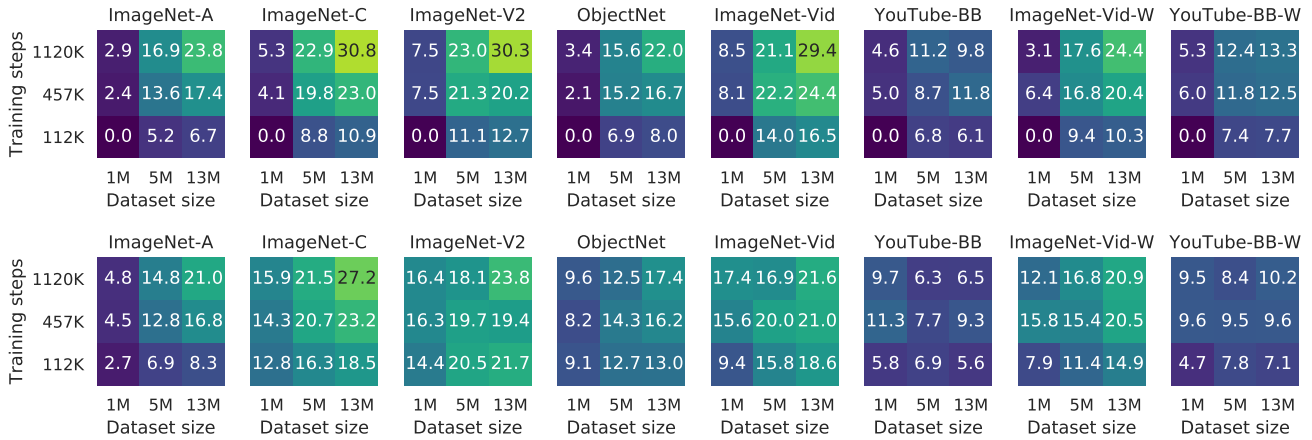 ImageNet-A ImageNet-C ImageNet-V2 ObjectNet ImageNet-Vid YouTube-BB ImageNet-Vid-W YouTube-BB-W
Training steps
1120K 2.9 16.9 23.8 5.3 22.9 30.8 7.5 23.0 30.3 3.4 15.6 22.0 8.5 21.1 29.4 4.6 11.2 9.8 3.1 17.6 24.4 5.3 12.4 13.3
457K 2.4 13.6 17.4 4.1 19.8 23.0 7.5 21.3 20.2 2.1 15.2 16.7 8.1 22.2 24.4 5.0 8.7 11.8 6.4 16.8 20.4 6.0 11.8 12.5
112K 0.0 5.2 6.7 0.0 8.8 10.9 0.0 11.1 12.7 0.0 6.9 8.0 0.0 14.0 16.5 0.0 6.8 6.1 0.0 9.4 10.3 0.0 7.4 7.7
1M 5M 13M 1M 5M 13M 1M 5M 13M 1M 5M 13M 1M 5M 13M 1M 5M 13M 1M 5M 13M 1M 5M 13M
Dataset size Dataset size Dataset size Dataset size Dataset size Dataset size Dataset size Dataset size
ImageNet-A ImageNet-C ImageNet-V2 ObjectNet ImageNet-Vid YouTube-BB ImageNet-Vid-W YouTube-BB-W
Training steps
1120K 4.8 14.8 21.0 15.9 21.5 27.2 16.4 18.1 23.8 9.6 12.5 17.4 17.4 16.9 21.6 9.7 6.3 6.5 12.1 16.8 20.9 9.5 8.4 10.2
457K 4.5 12.8 16.8 14.3 20.7 23.2 16.3 19.7 19.4 8.2 14.3 16.2 15.6 20.0 21.0 11.3 7.7 9.3 15.8 15.4 20.5 9.6 9.5 9.6
112K 2.7 6.9 8.3 12.8 16.3 18.5 14.4 20.5 21.7 9.1 12.7 13.0 9.4 15.8 18.6 5.8 6.9 5.6 7.9 11.4 14.9 4.7 7.8 7.1
1M 5M 13M 1M 5M 13M 1M 5M 13M 1M 5M 13M 1M 5M 13M 1M 5M 13M 1M 5M 13M 1M 5M 13M
Dataset size Dataset size Dataset size Dataset size Dataset size Dataset size Dataset size Dataset size